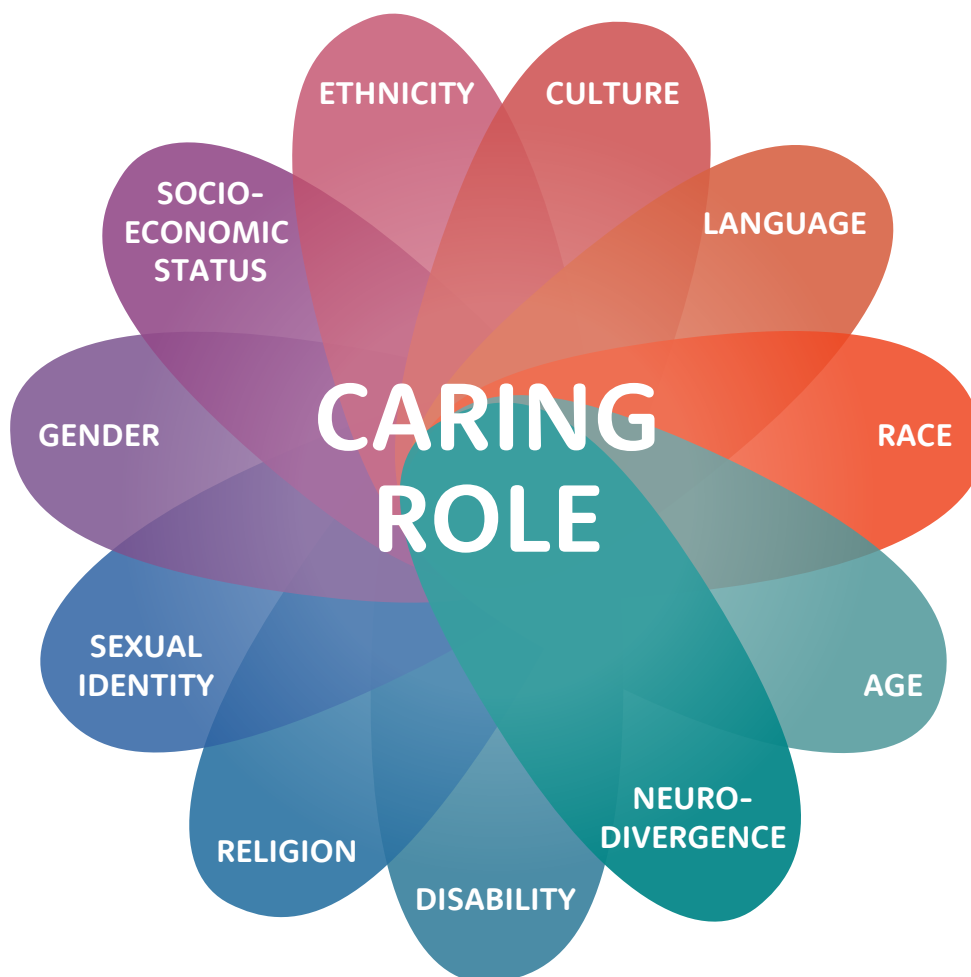 ETHNICITY
CULTURE
LANGUAGE
RACE
AGE
NEURO-
DIVERGENCE
DISABILITY
RELIGION
SEXUAL
IDENTITY
GENDER
SOCIO-
ECONOMIC
STATUS
CARING
ROLE